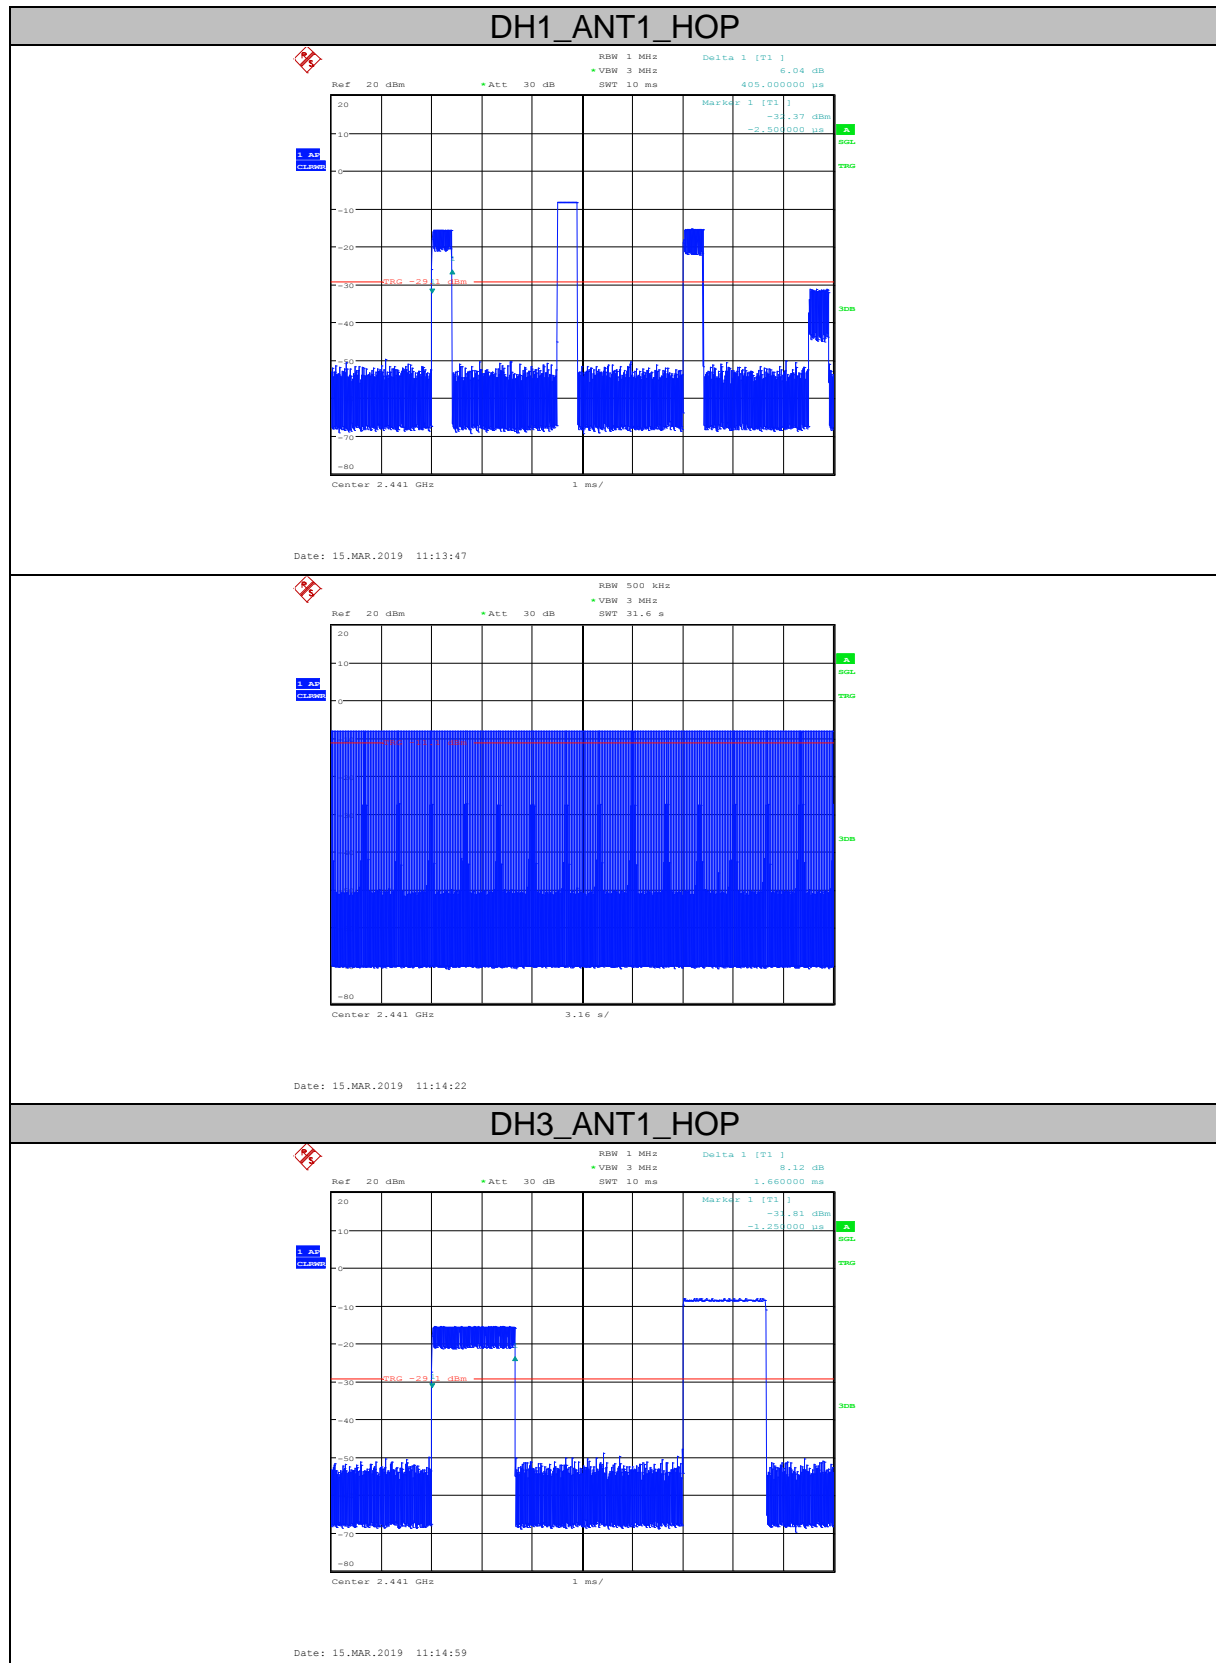 DH1_ANT1_HOP
R S
RBW 1 MHz Delta 1 [T1 ]
* VBW 3 MHz 6.04 dB
Ref 20 dBm * Att 30 dB SWT 10 ms 405.000000 µs
20 Marker 1 [T1 ]
-32.37 dBm
-2.500000 µs A
10
SGL
1 AP
CLRWR
TRG
0
-10
-20
TRG -29.1 dBm
-30
3DB
-40
-50
-70
-80
Center 2.441 GHz 1 ms/
Date: 15.MAR.2019 11:13:47
R S
RBW 500 kHz
* VBW 3 MHz
Ref 20 dBm * Att 30 dB SWT 31.6 s
20
A
10
SGL
1 AP
CLRWR
TRG
0
3DB
-80
Center 2.441 GHz 3.16 s/
Date: 15.MAR.2019 11:14:22
DH3_ANT1_HOP
R S
RBW 1 MHz Delta 1 [T1 ]
* VBW 3 MHz 8.12 dB
Ref 20 dBm * Att 30 dB SWT 10 ms 1.660000 ms
20 Marker 1 [T1 ]
-31.81 dBm
-1.250000 µs A
10
SGL
1 AP
CLRWR
TRG
0
-10
-20
TRG -29.1 dBm
-30
3DB
-40
-50
-70
-80
Center 2.441 GHz 1 ms/
Date: 15.MAR.2019 11:14:59